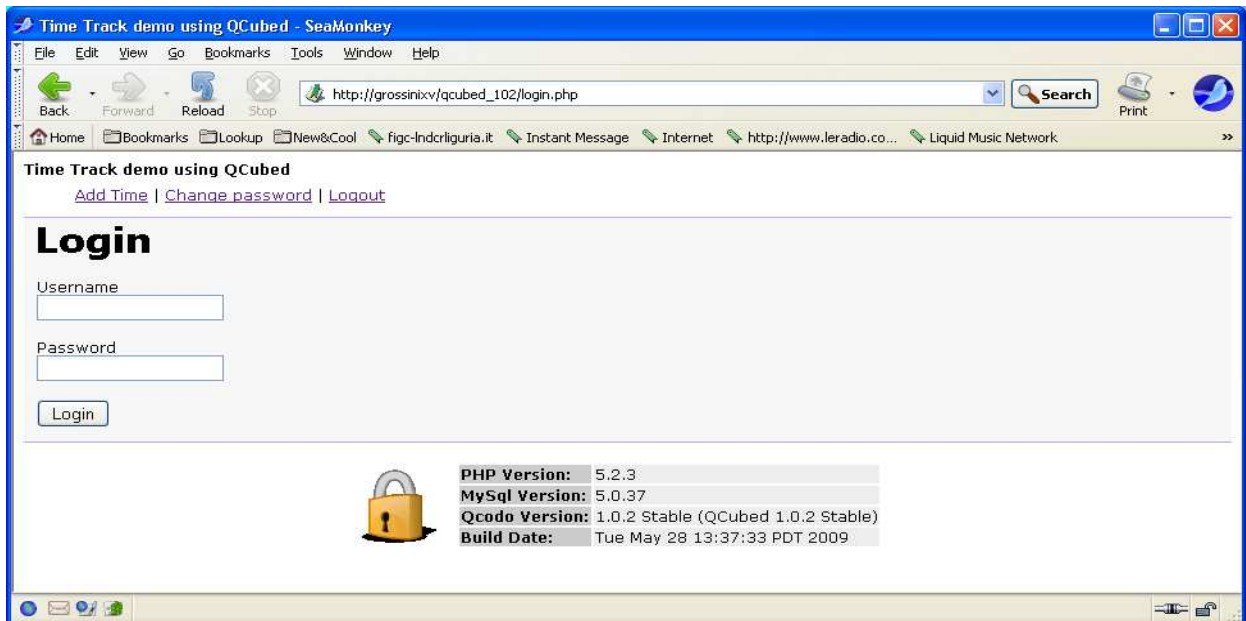 Time Track demo using QCubed - SeaMonkey
File Edit View Go Bookmarks Tools Window Help
Back Forward Reload Stop http://grossinixv/qcubed_102/login.php Search Print
Home Bookmarks Lookup New&Cool figc-lndcrliguria.it Instant Message Internet http://www.leradio.co... Liquid Music Network »
Time Track demo using QCubed
Add Time | Change password | Logout
Login
Username
Password
Login
PHP Version: 5.2.3
MySql Version: 5.0.37
Qcodo Version: 1.0.2 Stable (QCubed 1.0.2 Stable)
Build Date: Tue May 28 13:37:33 PDT 2009